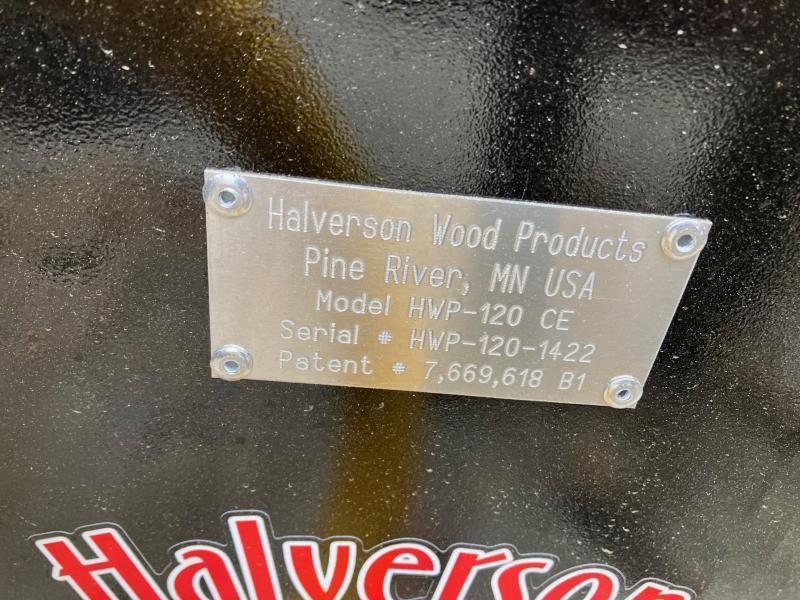 Halverson Wood Products
Pine River, MN USA
Model HWP-120 CE
Serial # HWP-120-1422
Patent # 7,669,618 B1
Halverson